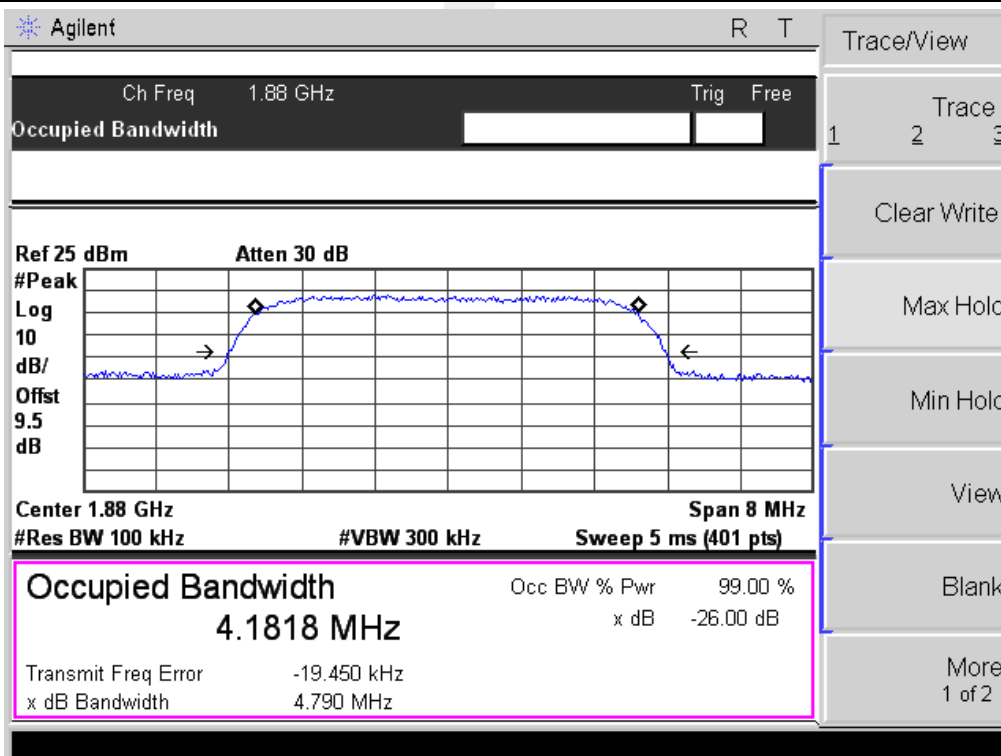 Agilent R T
Trace/View
Ch Freq 1.88 GHz Trig Free
Occupied Bandwidth
Trace
1 2 3
Clear Write
Max Hold
Min Hold
View
Blank
More
1 of 2
Ref 25 dBm Atten 30 dB
#Peak
Log
10
dB/
Offst
9.5
dB
Center 1.88 GHz Span 8 MHz
#Res BW 100 kHz #VBW 300 kHz Sweep 5 ms (401 pts)
Occupied Bandwidth
4.1818 MHz
Occ BW % Pwr 99.00 %
x dB -26.00 dB
Transmit Freq Error -19.450 kHz
x dB Bandwidth 4.790 MHz